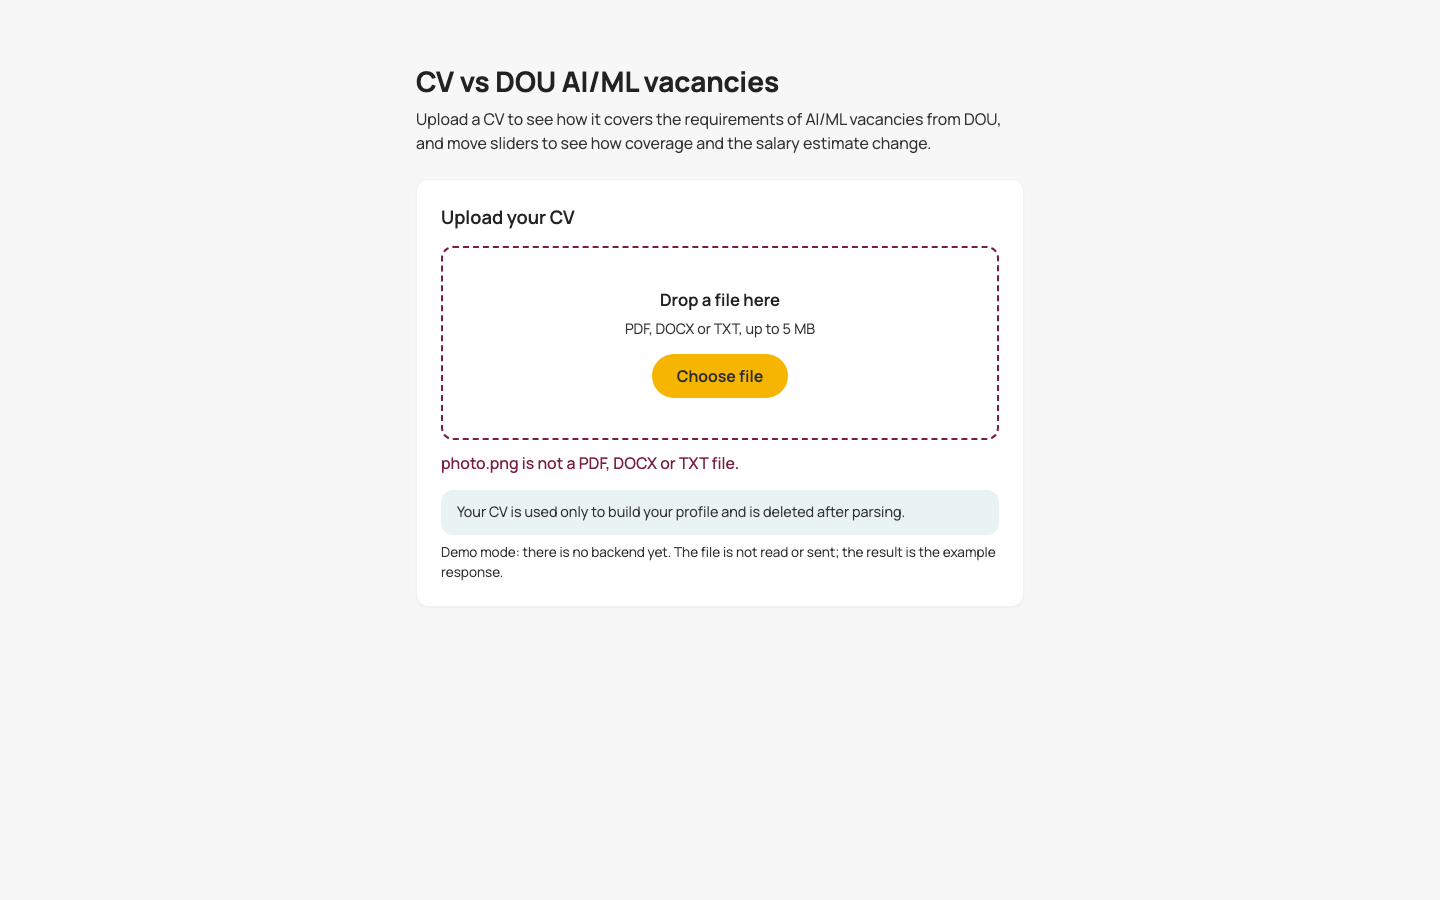 CV vs DOU AI/ML vacancies
Upload a CV to see how it covers the requirements of AI/ML vacancies from DOU,
and move sliders to see how coverage and the salary estimate change.
Upload your CV
Drop a file here
PDF, DOCX or TXT, up to 5 MB
Choose file
photo.png is not a PDF, DOCX or TXT file.
Your CV is used only to build your profile and is deleted after parsing.
Demo mode: there is no backend yet. The file is not read or sent; the result is the example
response.